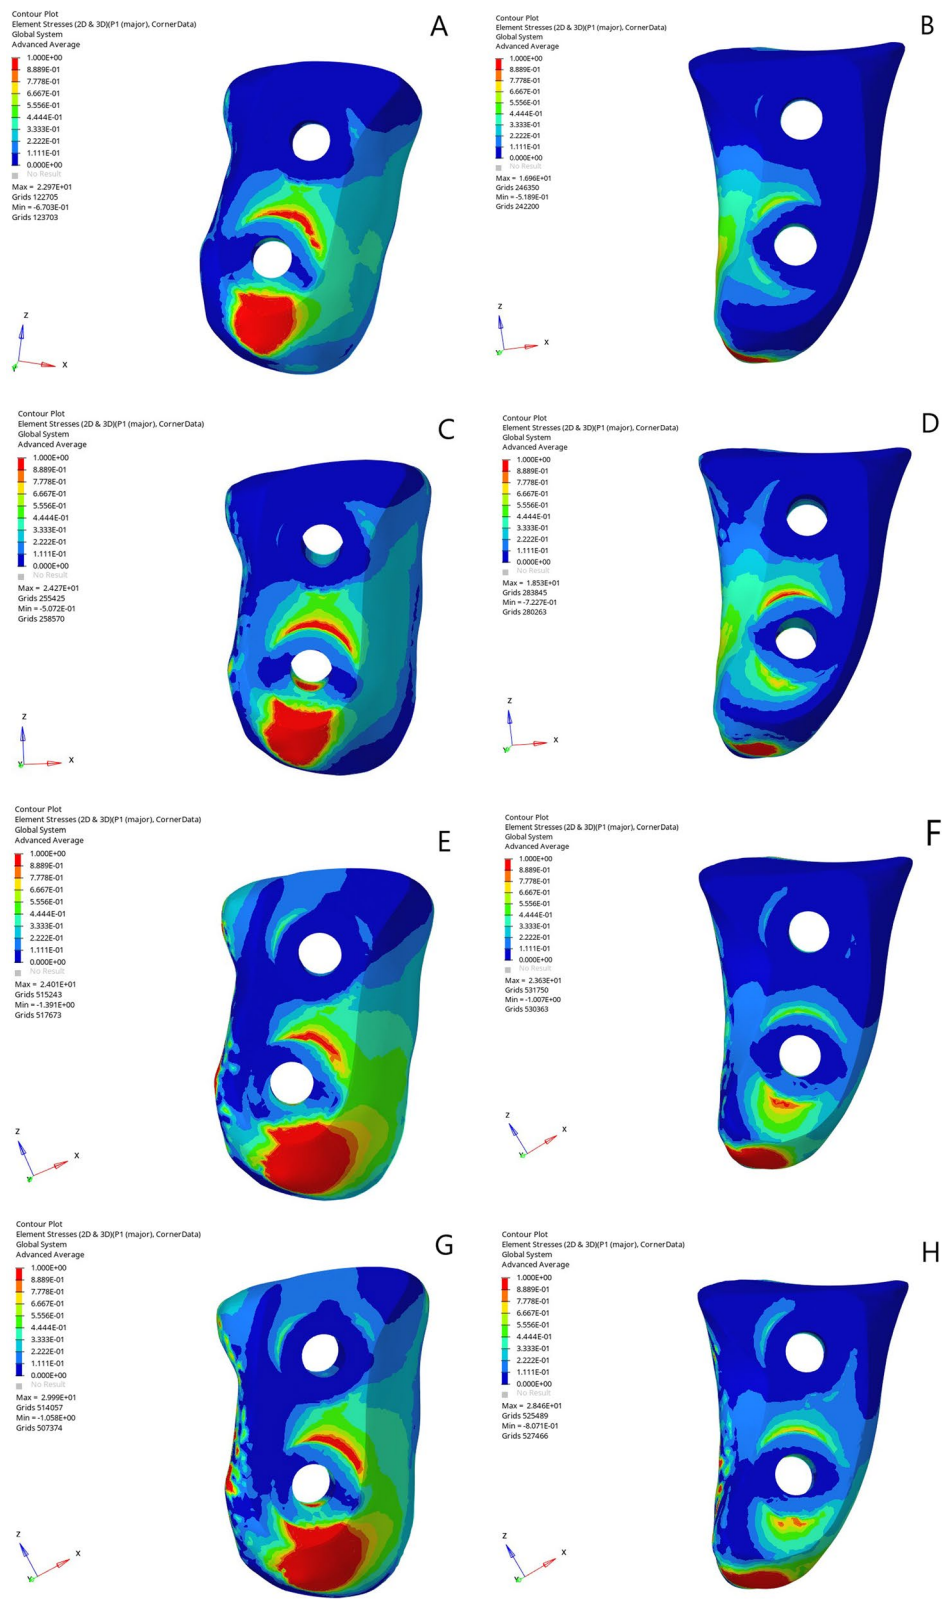 A
Contour Plot
Element Stresses (2D & 3D)(P1 (major), CornerData)
Global System
Advanced Average
1.000E+00
8.889E-01
7.778E-01
6.667E-01
5.556E-01
4.444E-01
3.333E-01
2.222E-01
1.111E-01
0.000E+00
No Result
Max = 2.297E+01
Grids 122705
Min = -6.703E-01
Grids 123703
Z
X
Y
B
Contour Plot
Element Stresses (2D & 3D)(P1 (major), CornerData)
Global System
Advanced Average
1.000E+00
8.889E-01
7.778E-01
6.667E-01
5.556E-01
4.444E-01
3.333E-01
2.222E-01
1.111E-01
0.000E+00
No Result
Max = 1.696E+01
Grids 246350
Min = -5.189E-01
Grids 242200
Z
X
Y
C
Contour Plot
Element Stresses (2D & 3D)(P1 (major), CornerData)
Global System
Advanced Average
1.000E+00
8.889E-01
7.778E-01
6.667E-01
5.556E-01
4.444E-01
3.333E-01
2.222E-01
1.111E-01
0.000E+00
No Result
Max = 2.427E+01
Grids 255425
Min = -5.072E-01
Grids 258570
Z
X
Y
D
Contour Plot
Element Stresses (2D & 3D)(P1 (major), CornerData)
Global System
Advanced Average
1.000E+00
8.889E-01
7.778E-01
6.667E-01
5.556E-01
4.444E-01
3.333E-01
2.222E-01
1.111E-01
0.000E+00
No Result
Max = 1.853E+01
Grids 283845
Min = -7.227E-01
Grids 280263
Z
X
Y
E
Contour Plot
Element Stresses (2D & 3D)(P1 (major), CornerData)
Global System
Advanced Average
1.000E+00
8.889E-01
7.778E-01
6.667E-01
5.556E-01
4.444E-01
3.333E-01
2.222E-01
1.111E-01
0.000E+00
No Result
Max = 2.401E+01
Grids 515243
Min = -1.391E+00
Grids 517673
Z
X
Y
F
Contour Plot
Element Stresses (2D & 3D)(P1 (major), CornerData)
Global System
Advanced Average
1.000E+00
8.889E-01
7.778E-01
6.667E-01
5.556E-01
4.444E-01
3.333E-01
2.222E-01
1.111E-01
0.000E+00
No Result
Max = 2.363E+01
Grids 531750
Min = -1.007E+00
Grids 530363
Z
X
Y
G
Contour Plot
Element Stresses (2D & 3D)(P1 (major), CornerData)
Global System
Advanced Average
1.000E+00
8.889E-01
7.778E-01
6.667E-01
5.556E-01
4.444E-01
3.333E-01
2.222E-01
1.111E-01
0.000E+00
No Result
Max = 2.999E+01
Grids 514057
Min = -1.058E+00
Grids 507374
Z
X
Y
H
Contour Plot
Element Stresses (2D & 3D)(P1 (major), CornerData)
Global System
Advanced Average
1.000E+00
8.889E-01
7.778E-01
6.667E-01
5.556E-01
4.444E-01
3.333E-01
2.222E-01
1.111E-01
0.000E+00
No Result
Max = 2.846E+01
Grids 525489
Min = -8.071E-01
Grids 527466
Z
X
Y